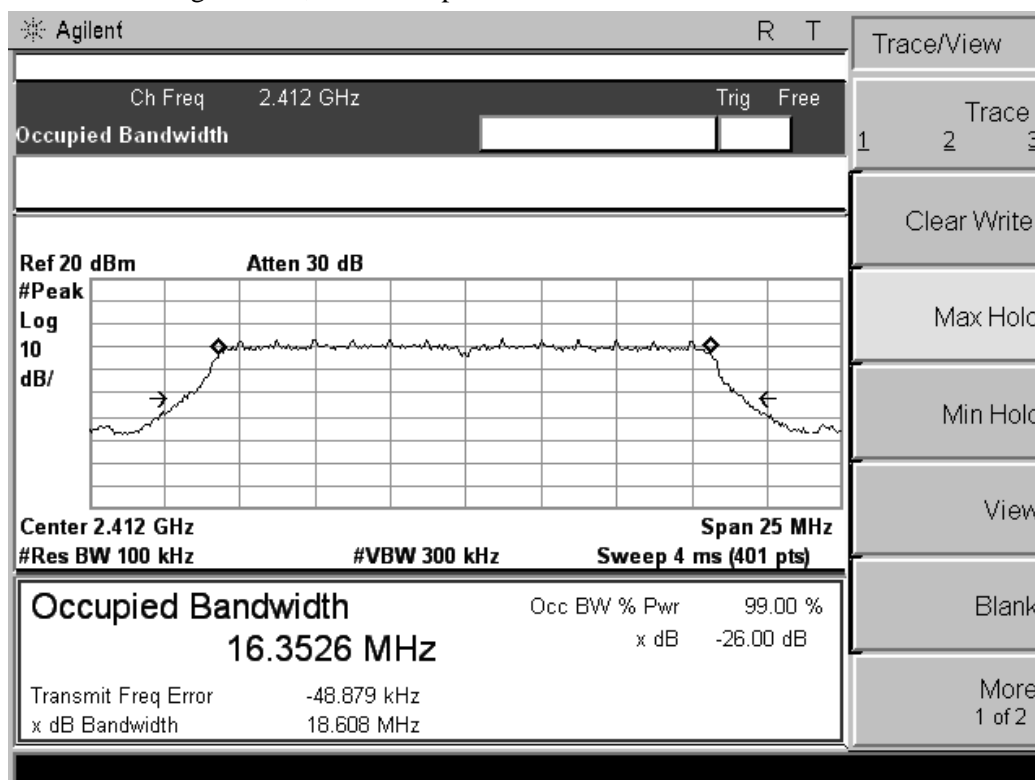 Agilent R T
Trace/View
Ch Freq 2.412 GHz Trig Free
Occupied Bandwidth
Trace
1 2 3
Clear Write
Max Hold
Min Hold
View
Blank
More
1 of 2
Ref 20 dBm Atten 30 dB
#Peak
Log
10
dB/
Center 2.412 GHz Span 25 MHz
#Res BW 100 kHz #VBW 300 kHz Sweep 4 ms (401 pts)
Occupied Bandwidth Occ BW % Pwr 99.00 %
16.3526 MHz x dB -26.00 dB
Transmit Freq Error -48.879 kHz
x dB Bandwidth 18.608 MHz